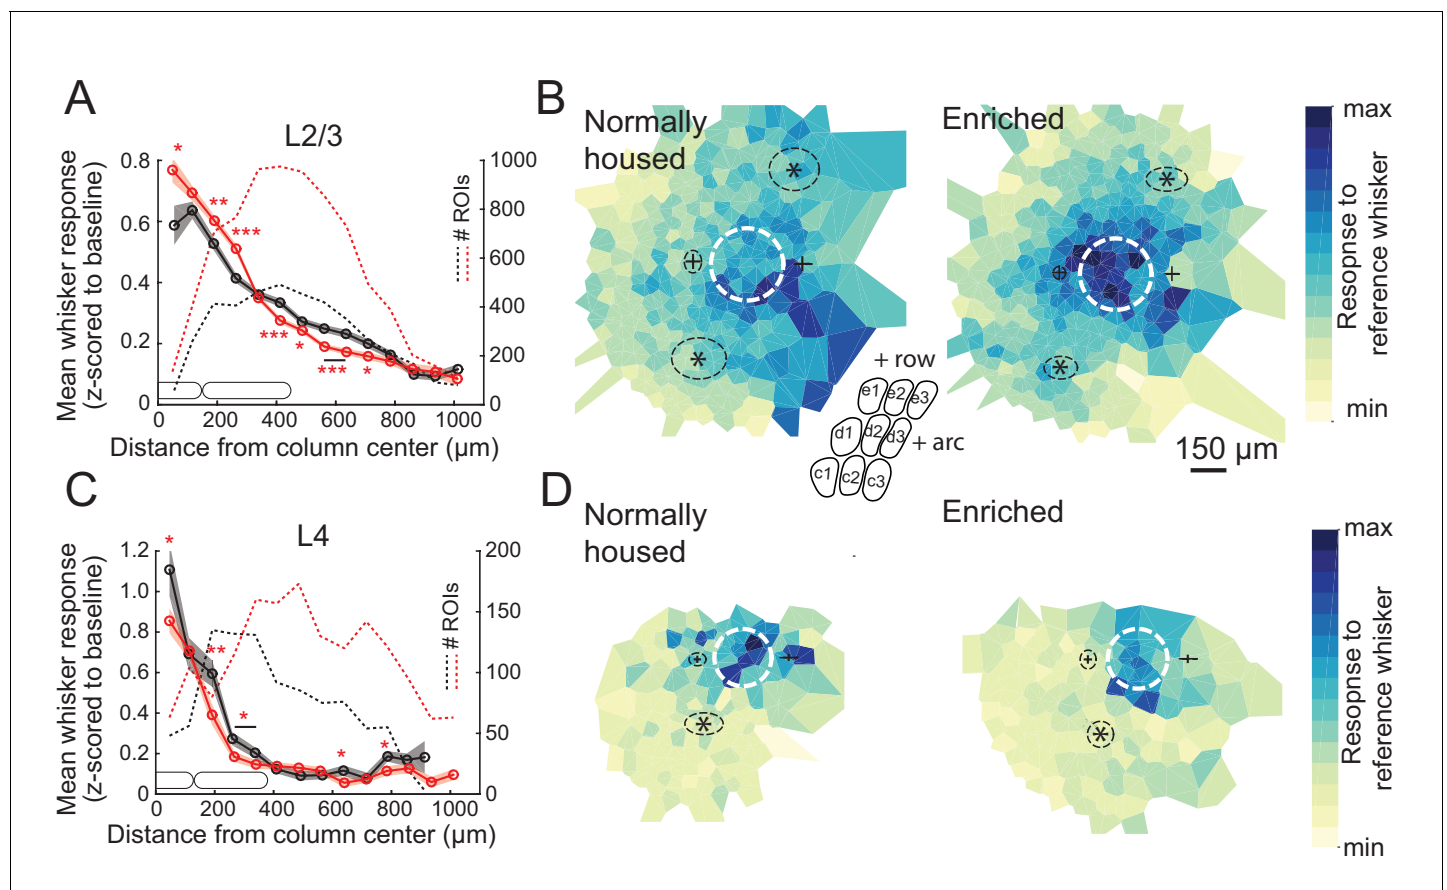 A
L2/3
Mean whisker response
(z-scored to baseline)
0.8
0.6
0.4
0.2
0
*
**
***
***
*
***
*
1000
800
600
400
200
0
# ROIs
0 200 400 600 800 1000
Distance from column center (μm)
B
Normally
housed
Enriched
*
+
+
*
*
+
+
*
+ row
e1 e2 e3
d1 d2 d3 + arc
c1 c2 c3
150 μm
max
Resopnse to
reference whisker
min
C
L4
Mean whisker response
(z-scored to baseline)
1.2
1.0
0.8
0.6
0.4
0.2
0
*
**
*
*
*
200
150
100
50
0
# ROIs
0 200 400 600 800 1000
Distance from column center (μm)
D
Normally
housed
Enriched
+
+
*
+
+
*
max
Resopnse to
reference whisker
min